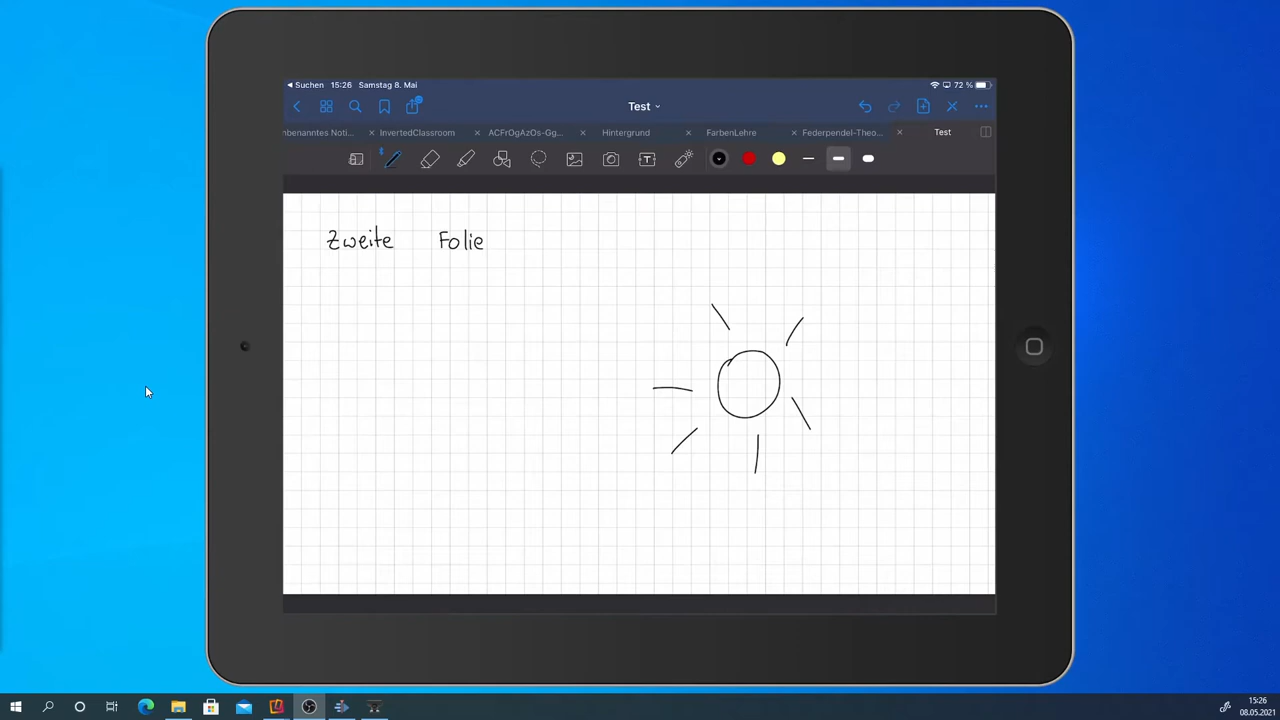 Suchen 15:26 Samstag 8. Mai 72 %
Test
nbenanntes Noti... InvertedClassroom ACFrOgAzOs-Gg... Hintergrund FarbenLehre Federpendel-Theo... Test
Zweite Folie
15:26
08.05.2021